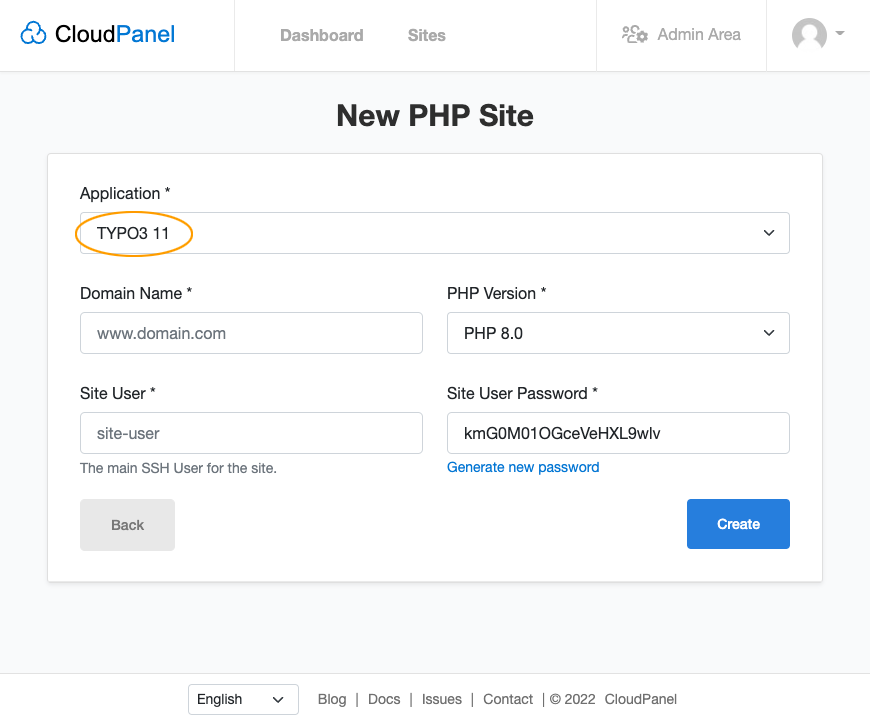 CloudPanel Dashboard Sites Admin Area
New PHP Site
Application *
TYPO3 11
Domain Name * PHP Version *
www.domain.com PHP 8.0
Site User * Site User Password *
site-user kmG0M01OGceVeHXL9wlv
The main SSH User for the site. Generate new password
Back Create
English Blog | Docs | Issues | Contact | © 2022 CloudPanel